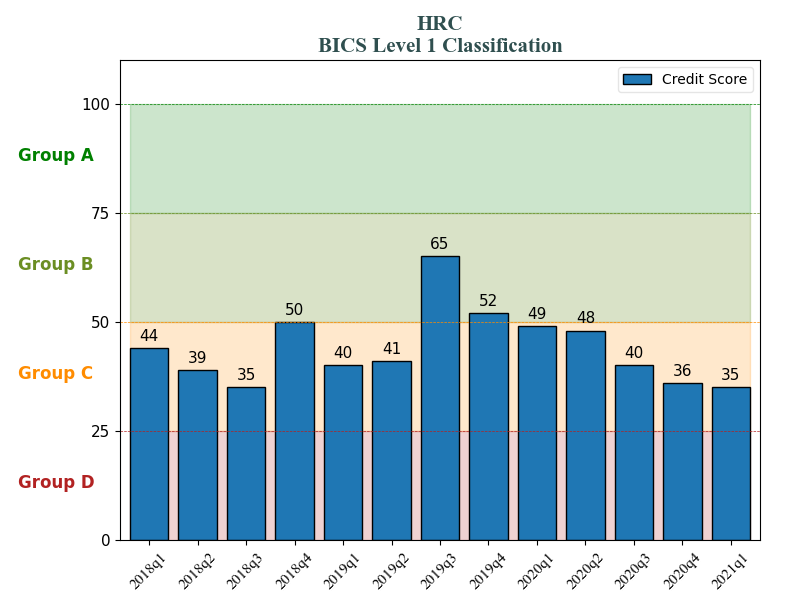 HRC
BICS Level 1 Classification
Credit Score
100
Group A
75
65
Group B
50
52
50
49
48
44
39
35
40
41
40
36
35
Group C
25
Group D
0
2018q1
2018q2
2018q3
2018q4
2019q1
2019q2
2019q3
2019q4
2020q1
2020q2
2020q3
2020q4
2021q1